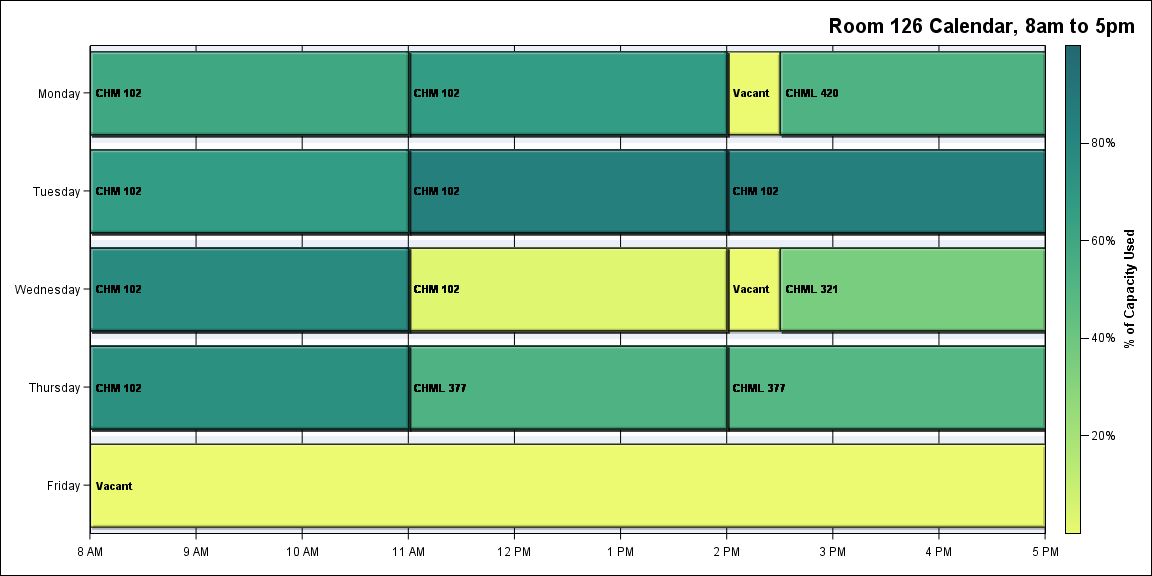 Room 126 Calendar, 8am to 5pm
Monday CHM 102 CHM 102 Vacant CHML 420
Tuesday CHM 102 CHM 102 CHM 102
Wednesday CHM 102 CHM 102 Vacant CHML 321
Thursday CHM 102 CHML 377 CHML 377
Friday Vacant
8 AM 9 AM 10 AM 11 AM 12 PM 1 PM 2 PM 3 PM 4 PM 5 PM
80%
60%
40%
20%
% of Capacity Used